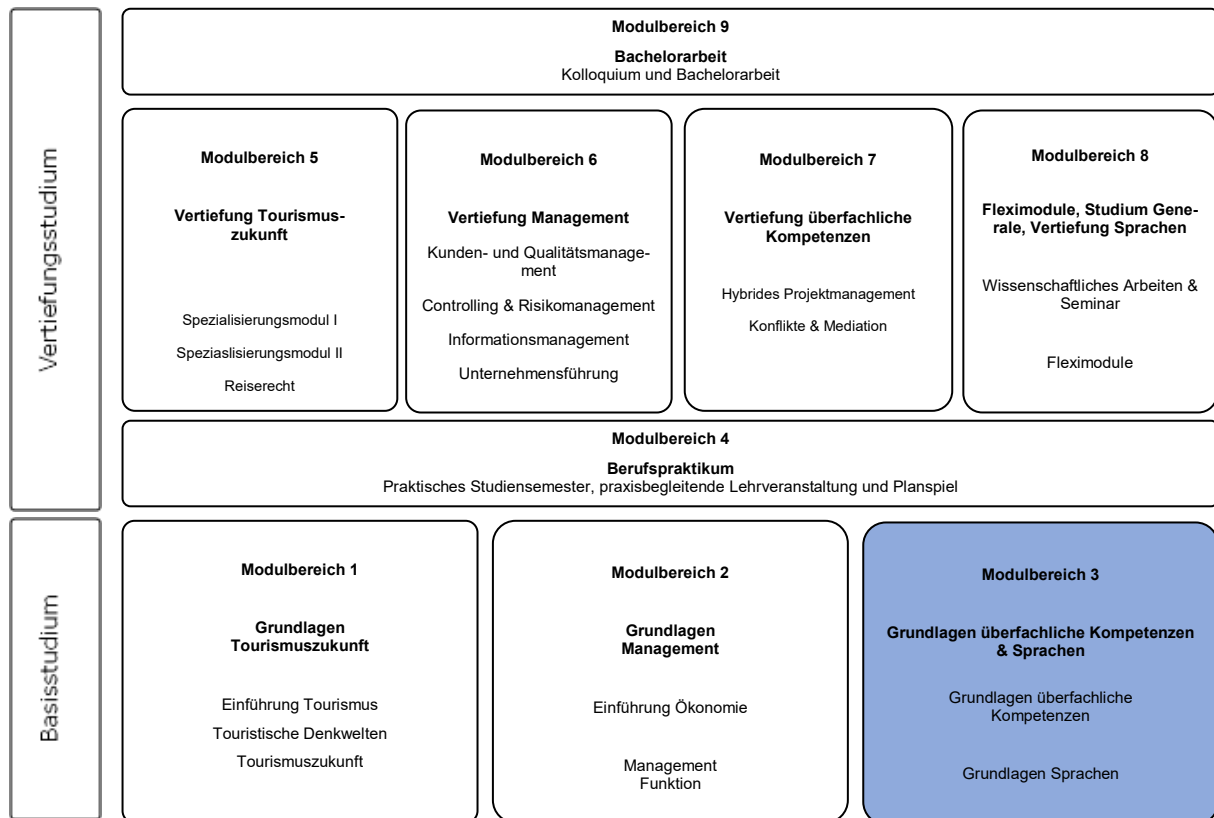 Vertiefungsstudium
Modulbereich 9
Bachelorarbeit
Kolloquium und Bachelorarbeit
Modulbereich 5
Vertiefung Tourismus-
zukunft
Spezialisierungsmodul I
Speziaslisierungsmodul II
Reiserecht
Modulbereich 6
Vertiefung Management
Kunden- und Qualitätsmanage-
ment
Controlling & Risikomanagement
Informationsmanagement
Unternehmensführung
Modulbereich 7
Vertiefung überfachliche
Kompetenzen
Hybrides Projektmanagement
Konflikte & Mediation
Modulbereich 8
Fleximodule, Studium Gene-
rale, Vertiefung Sprachen
Wissenschaftliches Arbeiten &
Seminar
Fleximodule
Modulbereich 4
Berufspraktikum
Praktisches Studiensemester, praxisbegleitende Lehrveranstaltung und Planspiel
Basisstudium
Modulbereich 1
Grundlagen
Tourismuszukunft
Einführung Tourismus
Touristische Denkwelten
Tourismuszukunft
Modulbereich 2
Grundlagen
Management
Einführung Ökonomie
Management
Funktion
Modulbereich 3
Grundlagen überfachliche Kompetenzen
& Sprachen
Grundlagen überfachliche
Kompetenzen
Grundlagen Sprachen